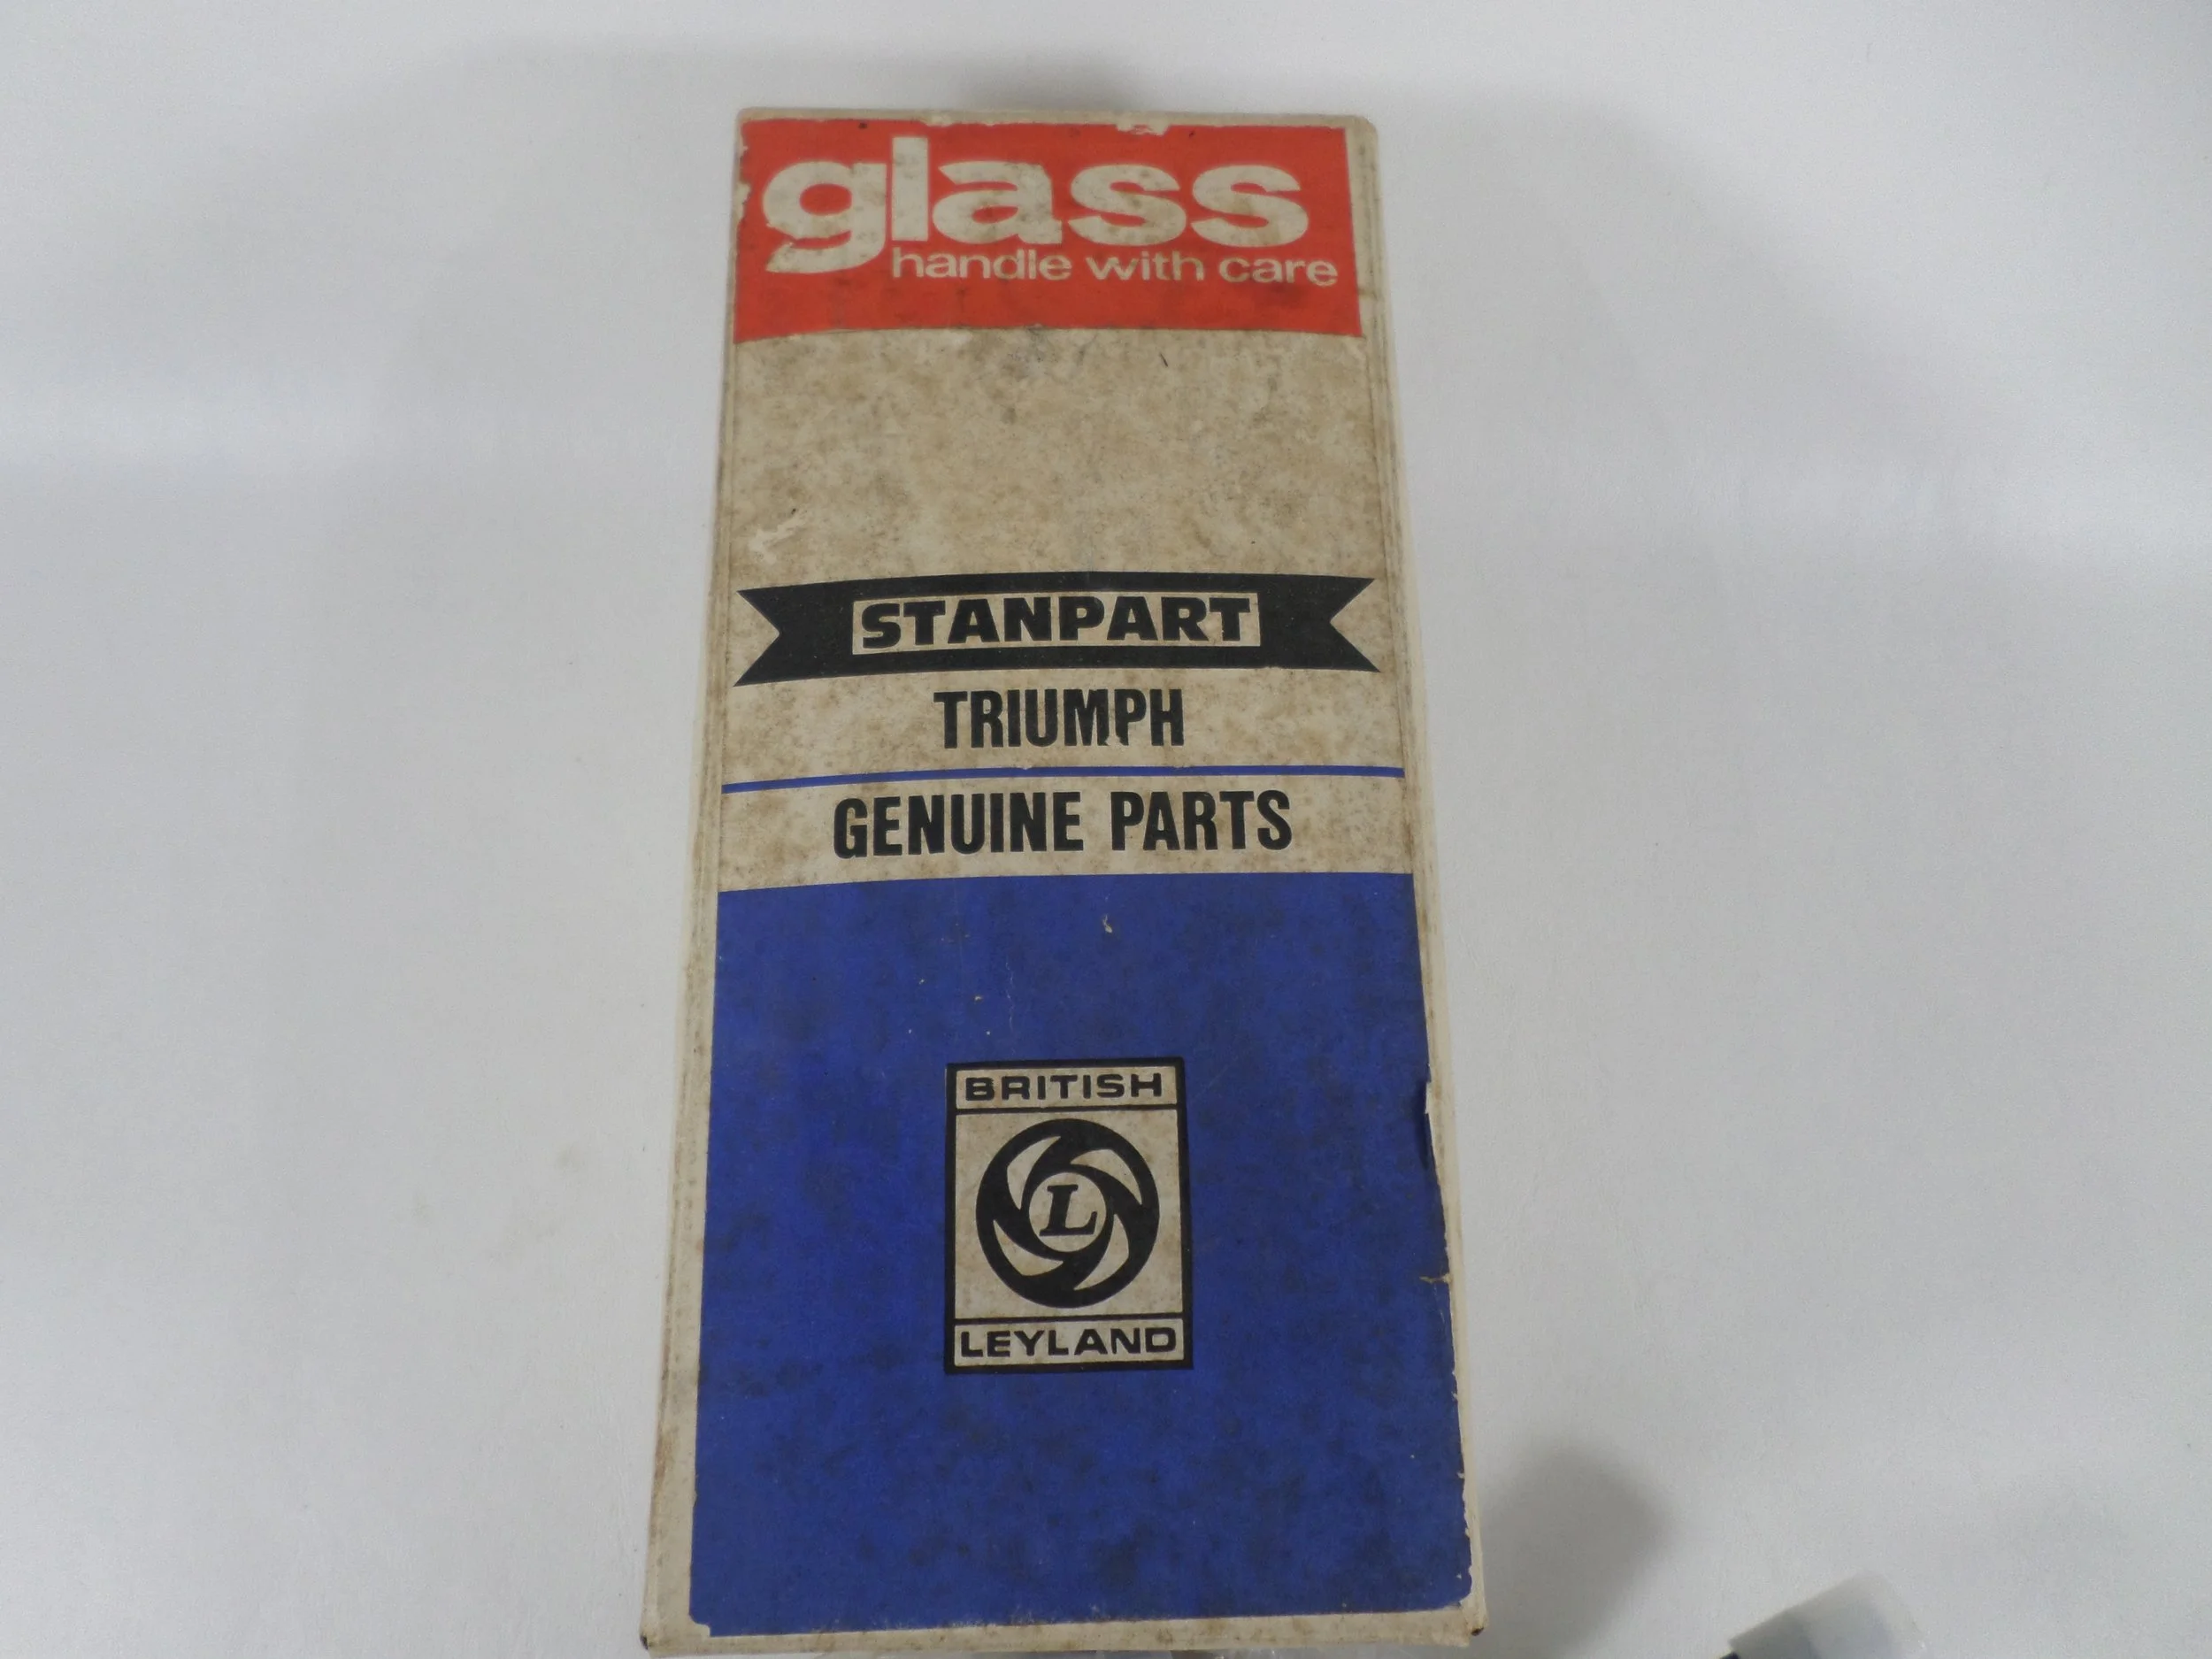 glass
handle with care
STANPART
TRIUMPH
GENUINE PARTS
BRITISH
L
LEYLAND